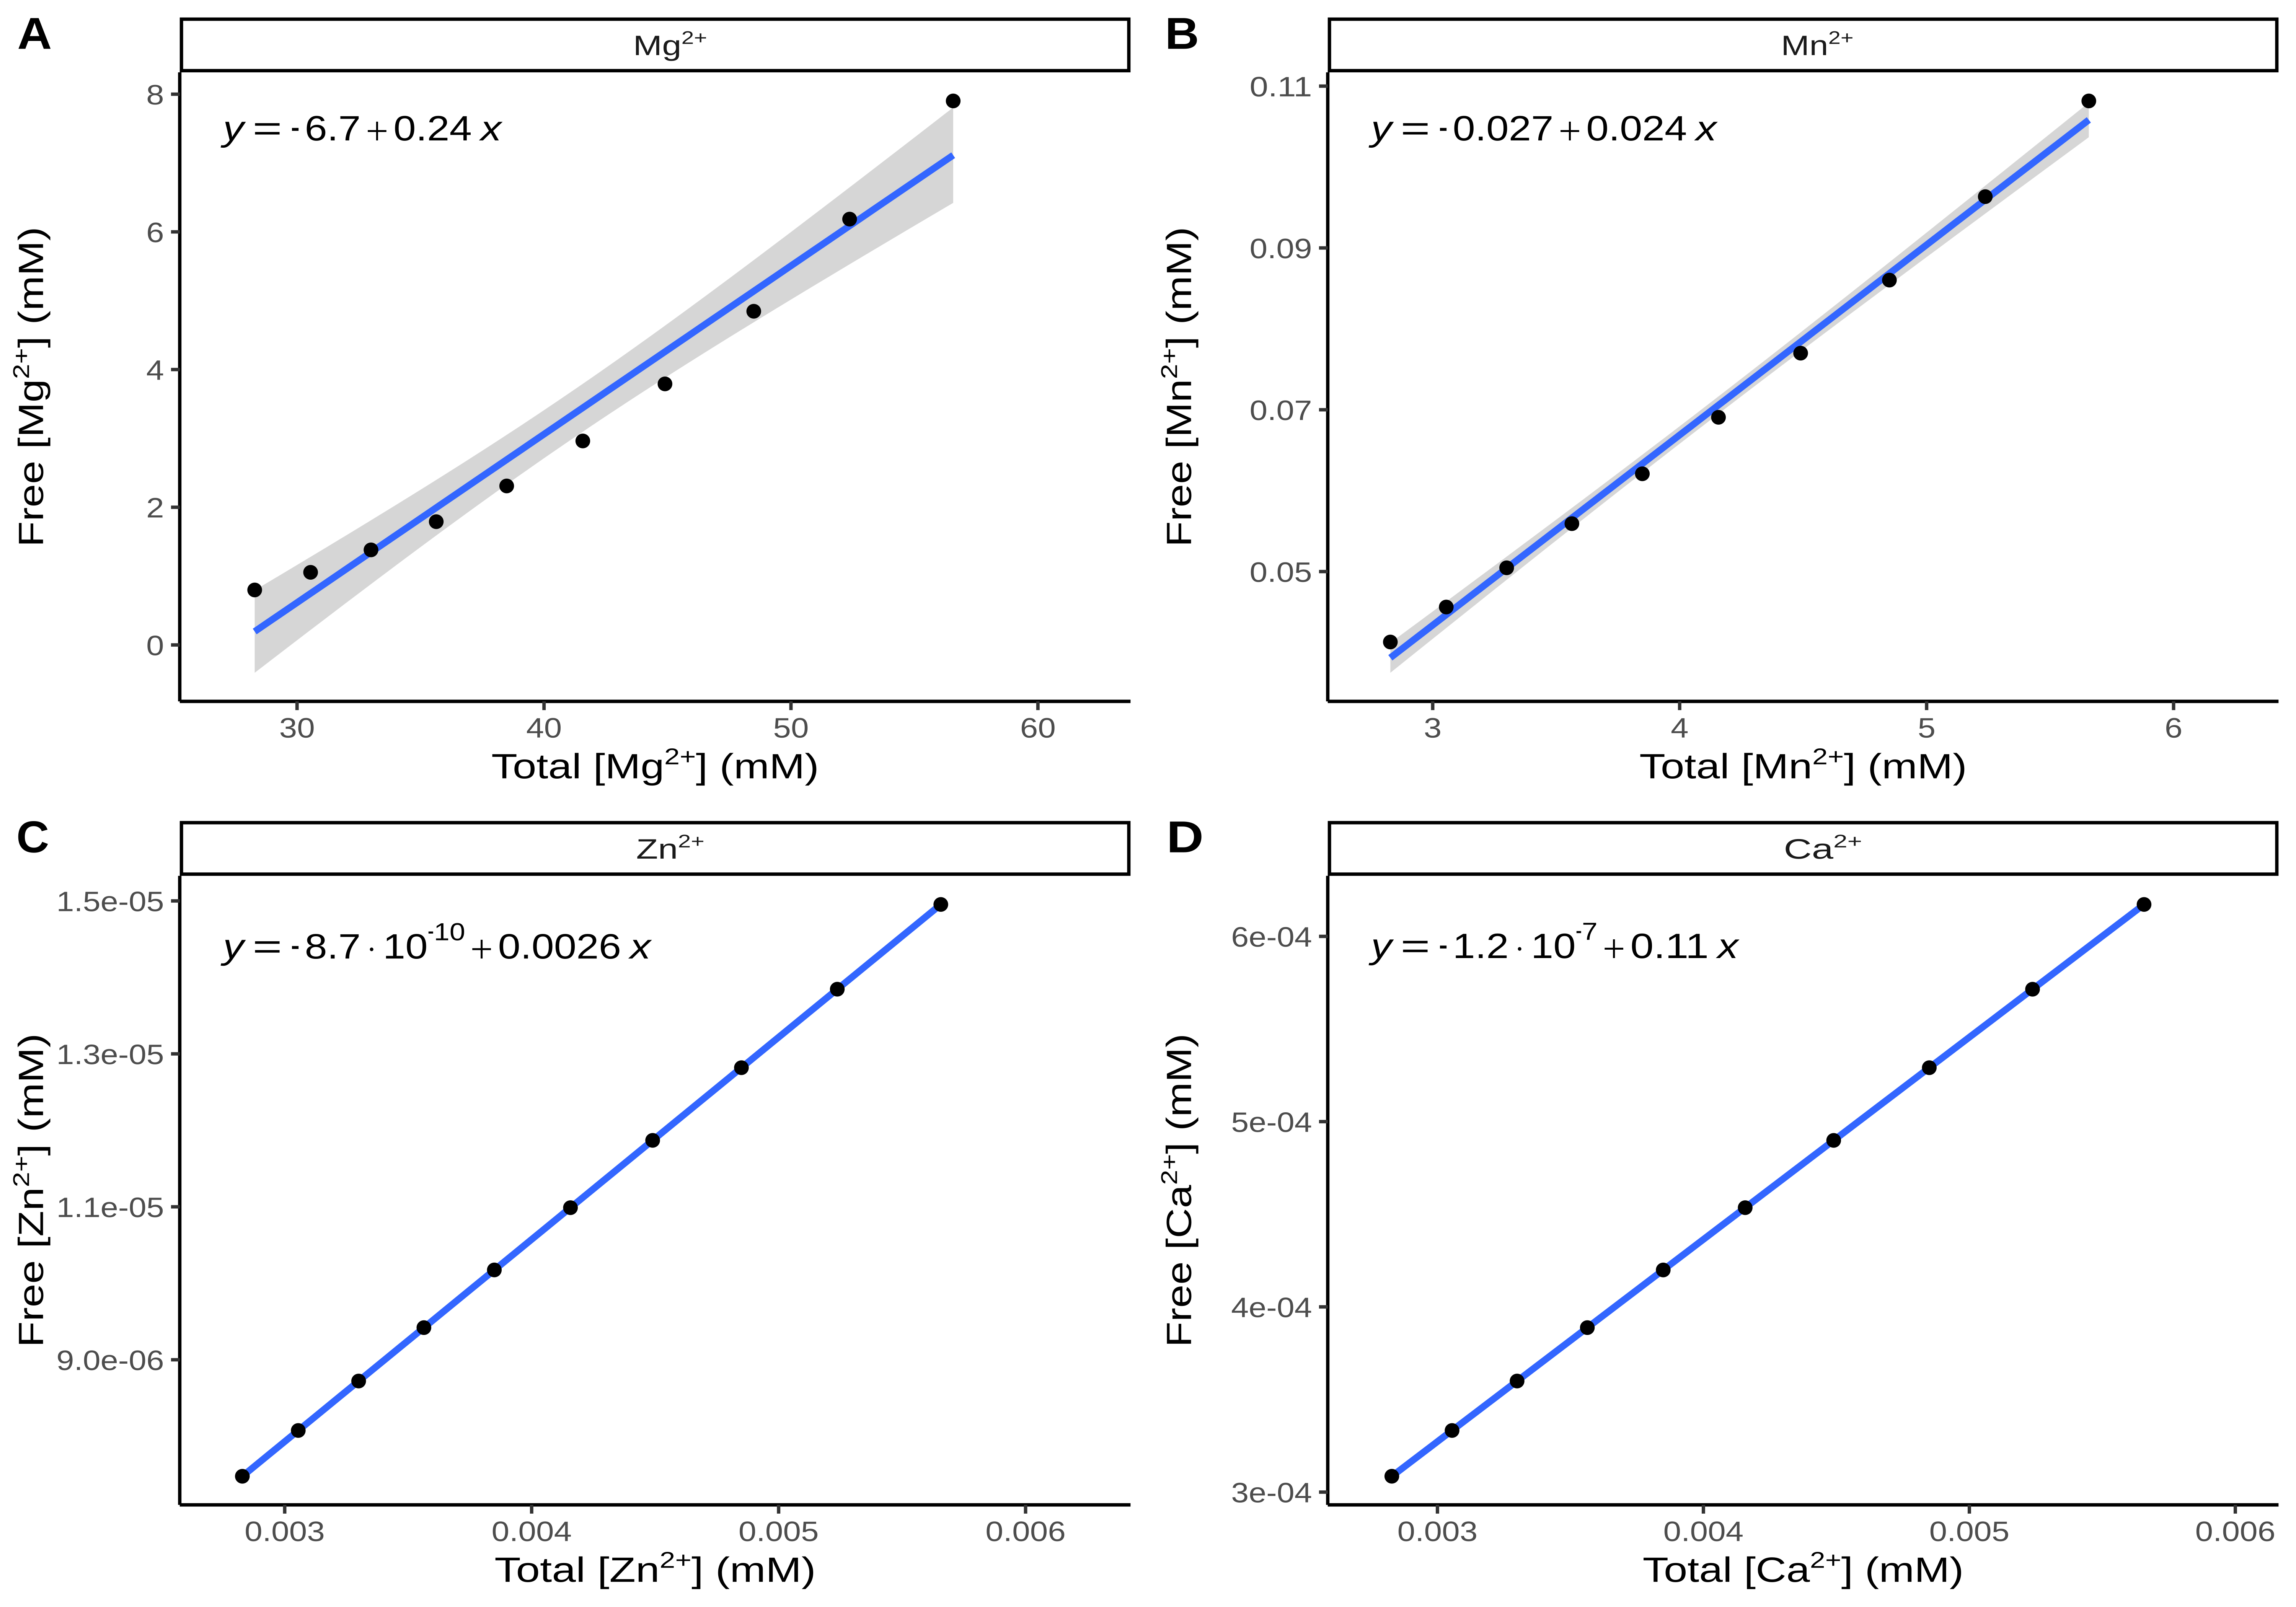 A
Mg²⁺
8
6
4
2
0
y = -6.7 + 0.24 x
Free [Mg²⁺] (mM)
30 40 50 60
Total [Mg²⁺] (mM)
B
Mn²⁺
0.11
0.09
0.07
0.05
y = -0.027 + 0.024 x
Free [Mn²⁺] (mM)
3 4 5 6
Total [Mn²⁺] (mM)
C
Zn²⁺
1.5e-05
1.3e-05
1.1e-05
9.0e-06
y = -8.7 · 10⁻¹⁰ + 0.0026 x
Free [Zn²⁺] (mM)
0.003 0.004 0.005 0.006
Total [Zn²⁺] (mM)
D
Ca²⁺
6e-04
5e-04
4e-04
3e-04
y = -1.2 · 10⁻⁷ + 0.11 x
Free [Ca²⁺] (mM)
0.003 0.004 0.005 0.006
Total [Ca²⁺] (mM)